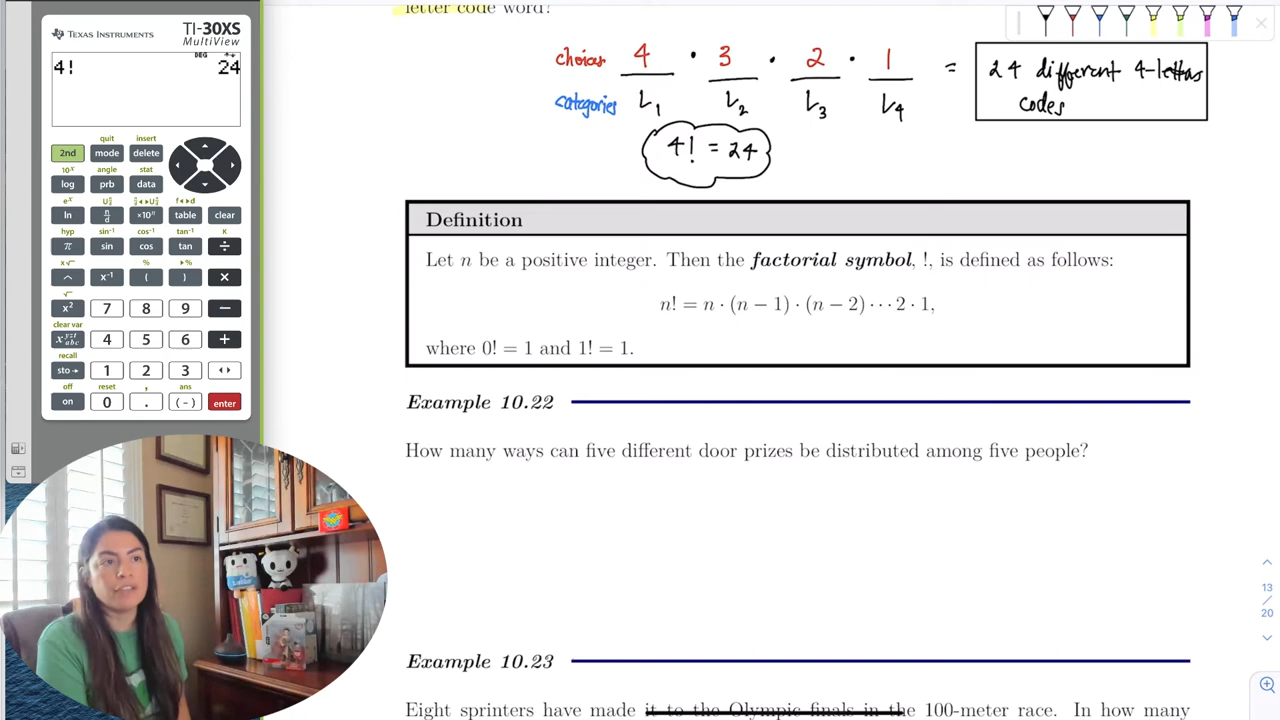 letter code word?
TEXAS INSTRUMENTS TI-30XS
MultiView
DEG
4! 24
choices 4 · 3 · 2 · 1 = 24 different 4-letters
categories L1 L2 L3 L4 codes
4! = 24
quit insert
2nd mode delete
10ˣ angle stat
log prb data
eˣ f◄►d
ln n/d ×10ⁿ table clear
hyp sin⁻¹ cos⁻¹ tan⁻¹ K
π sin cos tan ÷
x√ % ►%
^ x⁻¹ ( ) ×
√
x² 7 8 9 −
clear var
x yzt abc 4 5 6 +
recall
sto→ 1 2 3 ◄►
off reset , ans
on 0 . (-) enter
Definition
Let n be a positive integer. Then the factorial symbol, !, is defined as follows:
n! = n · (n − 1) · (n − 2) ··· 2 · 1,
where 0! = 1 and 1! = 1.
Example 10.22
How many ways can five different door prizes be distributed among five people?
Example 10.23
Eight sprinters have made it to the Olympic finals in the 100-meter race. In how many
13
/
20